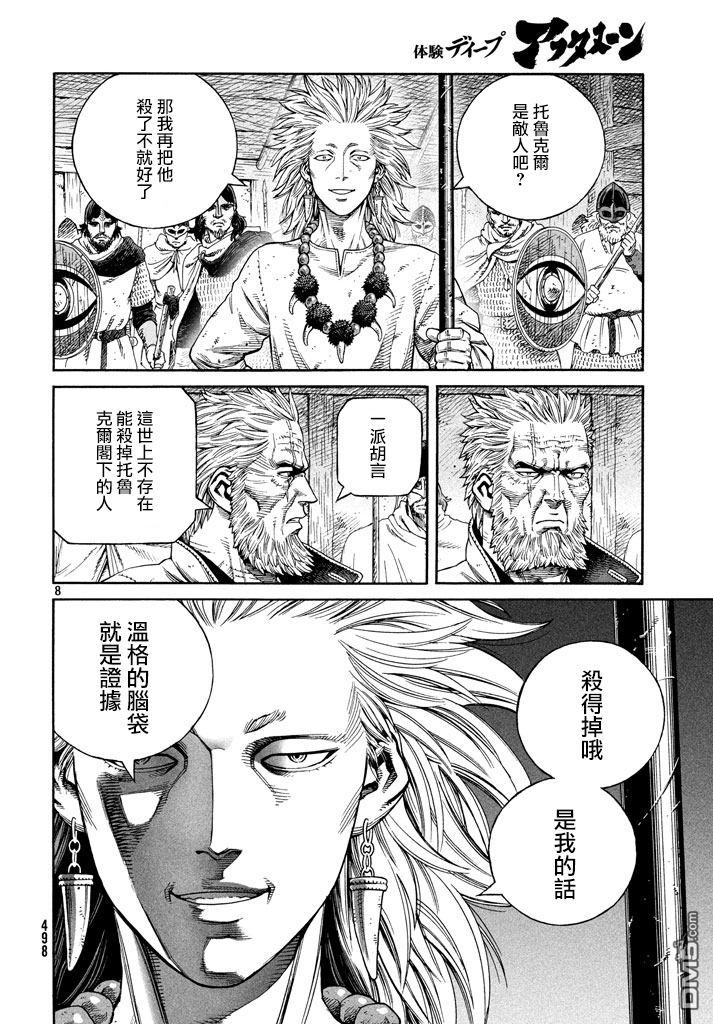 体験ディープ アフタヌーン
托魯克爾
是敵人吧?
那我再把他
殺了不就好了
一派胡言
這世上不存在
能殺掉托魯
克爾閣下的人
8
殺得掉哦
是我的話
溫格的腦袋
就是證據
498
DM5.com